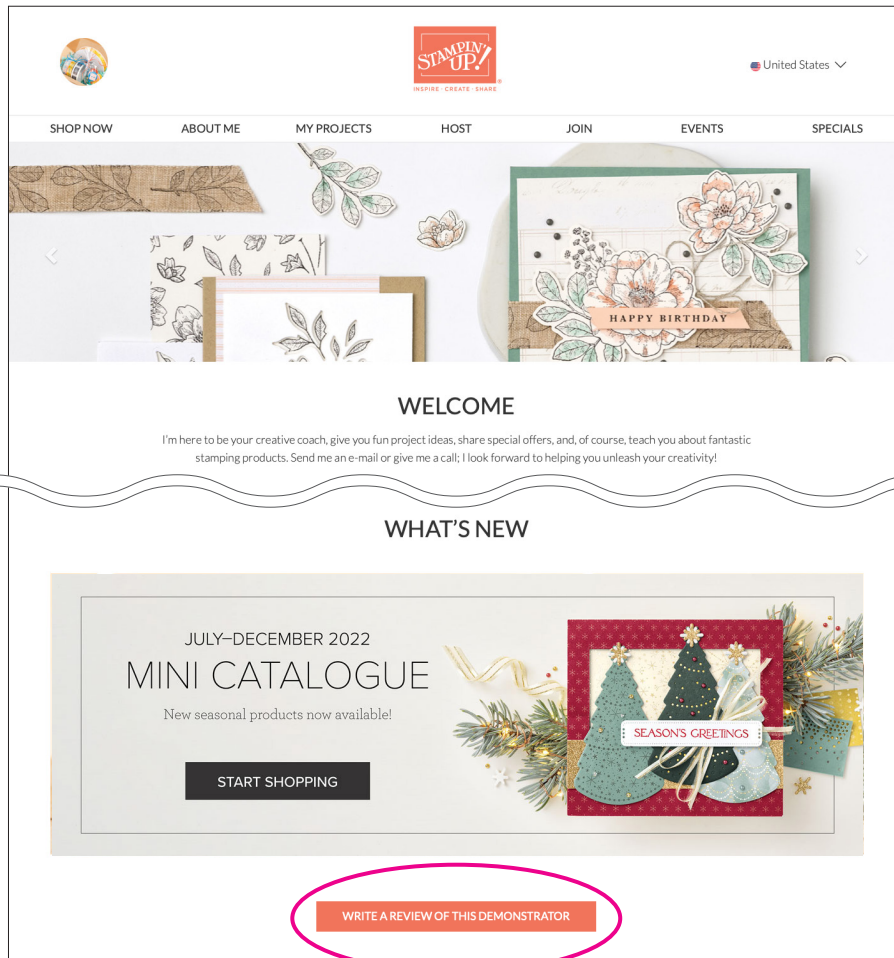 STAMPIN' UP!®
INSPIRE · CREATE · SHARE
United States
SHOP NOW ABOUT ME MY PROJECTS HOST JOIN EVENTS SPECIALS
HAPPY BIRTHDAY
WELCOME
I'm here to be your creative coach, give you fun project ideas, share special offers, and, of course, teach you about fantastic
stamping products. Send me an e-mail or give me a call; I look forward to helping you unleash your creativity!
WHAT'S NEW
JULY–DECEMBER 2022
MINI CATALOGUE
New seasonal products now available!
SEASON'S GREETINGS
START SHOPPING
WRITE A REVIEW OF THIS DEMONSTRATOR